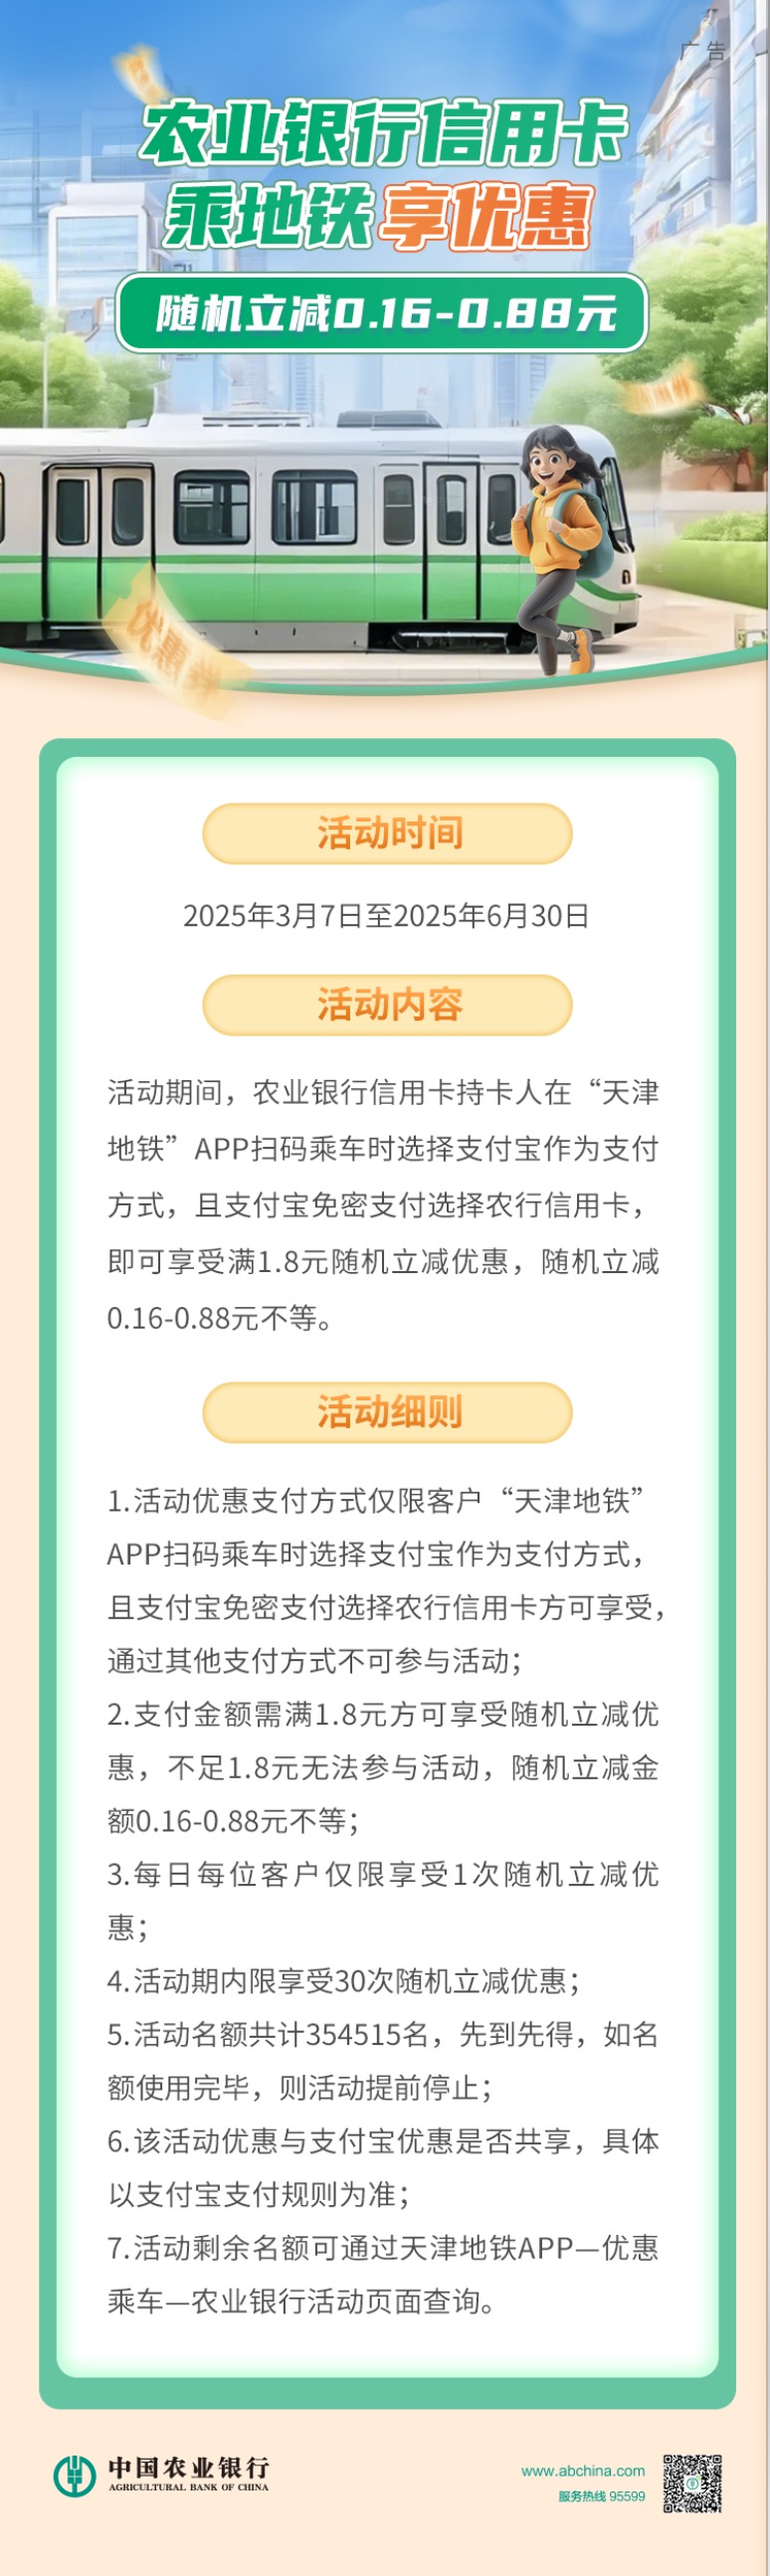 广告
农业银行信用卡
乘地铁享优惠
随机立减0.16-0.88元
优惠券
活动时间
2025年3月7日至2025年6月30日
活动内容
活动期间，农业银行信用卡持卡人在“天津
地铁”APP扫码乘车时选择支付宝作为支付
方式，且支付宝免密支付选择农行信用卡，
即可享受满1.8元随机立减优惠，随机立减
0.16-0.88元不等。
活动细则
1.活动优惠支付方式仅限客户“天津地铁”
APP扫码乘车时选择支付宝作为支付方式，
且支付宝免密支付选择农行信用卡方可享受，
通过其他支付方式不可参与活动；
2.支付金额需满1.8元方可享受随机立减优
惠，不足1.8元无法参与活动，随机立减金
额0.16-0.88元不等；
3.每日每位客户仅限享受1次随机立减优
惠；
4.活动期内限享受30次随机立减优惠；
5.活动名额共计354515名，先到先得，如名
额使用完毕，则活动提前停止；
6.该活动优惠与支付宝优惠是否共享，具体
以支付宝支付规则为准；
7.活动剩余名额可通过天津地铁APP—优惠
乘车—农业银行活动页面查询。
中国农业银行
AGRICULTURAL BANK OF CHINA
www.abchina.com
服务热线 95599